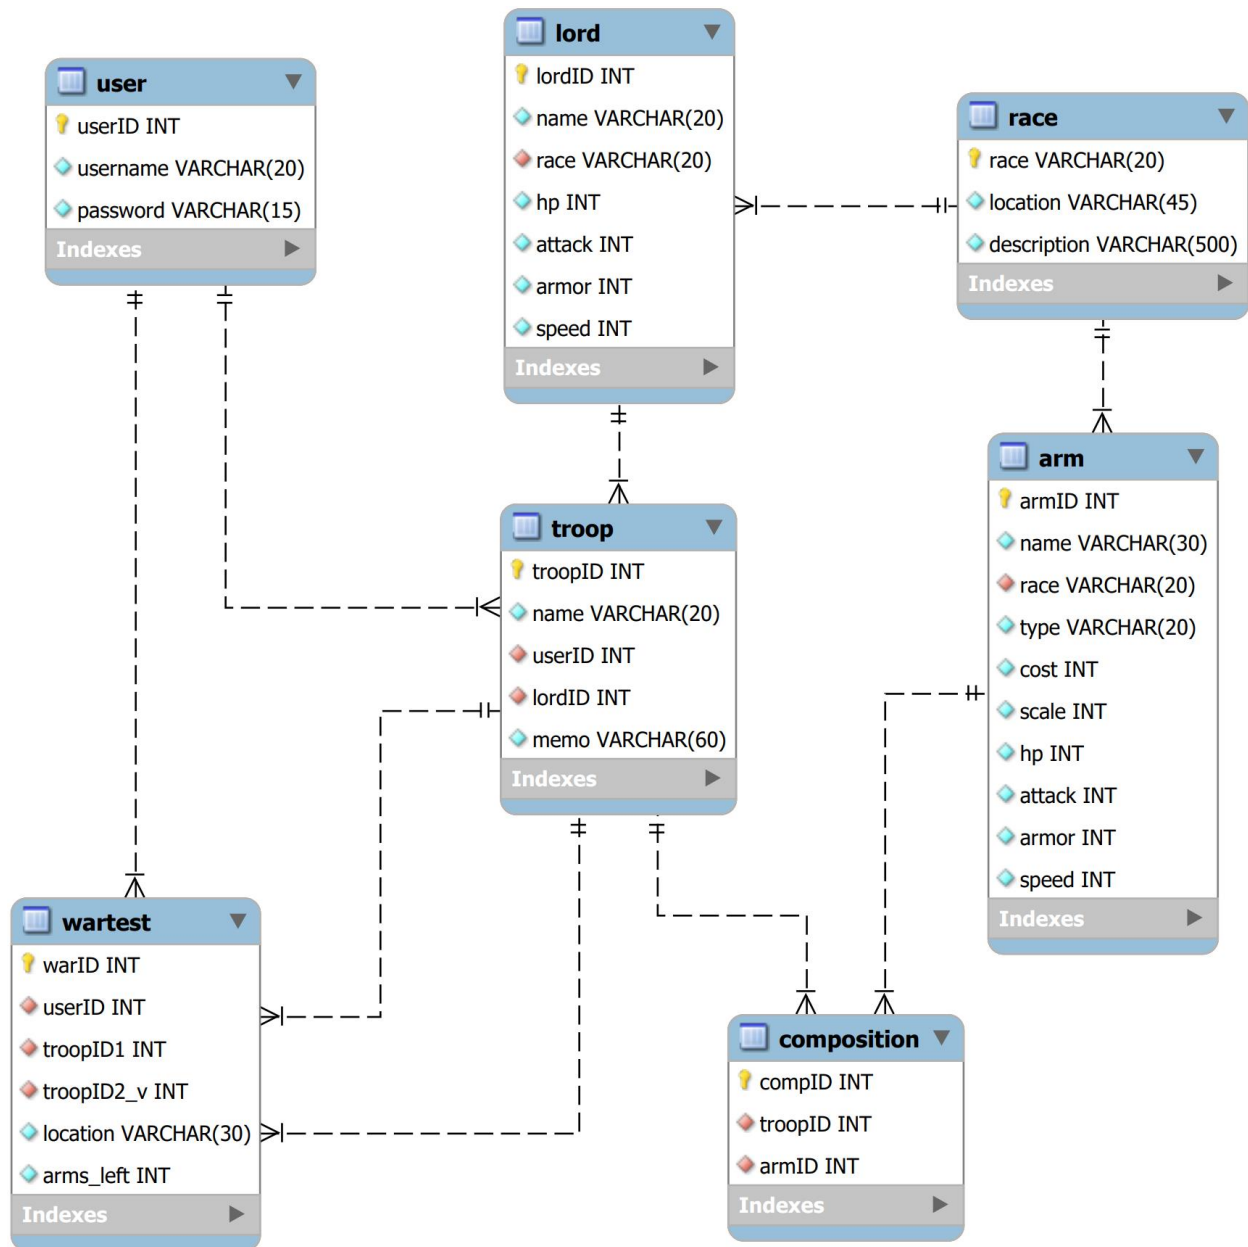 user
userID INT
username VARCHAR(20)
password VARCHAR(15)
Indexes
lord
lordID INT
name VARCHAR(20)
race VARCHAR(20)
hp INT
attack INT
armor INT
speed INT
Indexes
race
race VARCHAR(20)
location VARCHAR(45)
description VARCHAR(500)
Indexes
troop
troopID INT
name VARCHAR(20)
userID INT
lordID INT
memo VARCHAR(60)
Indexes
arm
armID INT
name VARCHAR(30)
race VARCHAR(20)
type VARCHAR(20)
cost INT
scale INT
hp INT
attack INT
armor INT
speed INT
Indexes
wartest
warID INT
userID INT
troopID1 INT
troopID2_v INT
location VARCHAR(30)
arms_left INT
Indexes
composition
compID INT
troopID INT
armID INT
Indexes